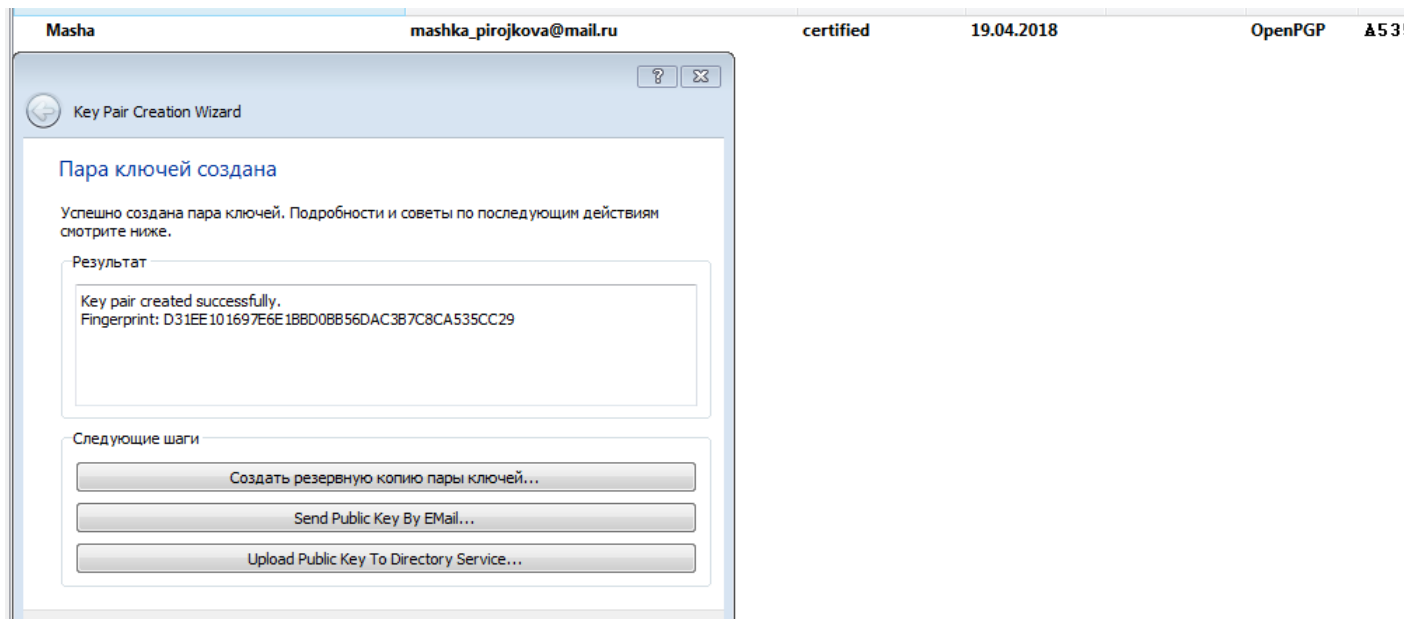 Masha mashka_pirojkova@mail.ru certified 19.04.2018 OpenPGP A535
Key Pair Creation Wizard
Пара ключей создана
Успешно создана пара ключей. Подробности и советы по последующим действиям
смотрите ниже.
Результат
Key pair created successfully.
Fingerprint: D31EE101697E6E1BBD0BB56DAC3B7C8CA535CC29
Следующие шаги
Создать резервную копию пары ключей...
Send Public Key By EMail...
Upload Public Key To Directory Service...